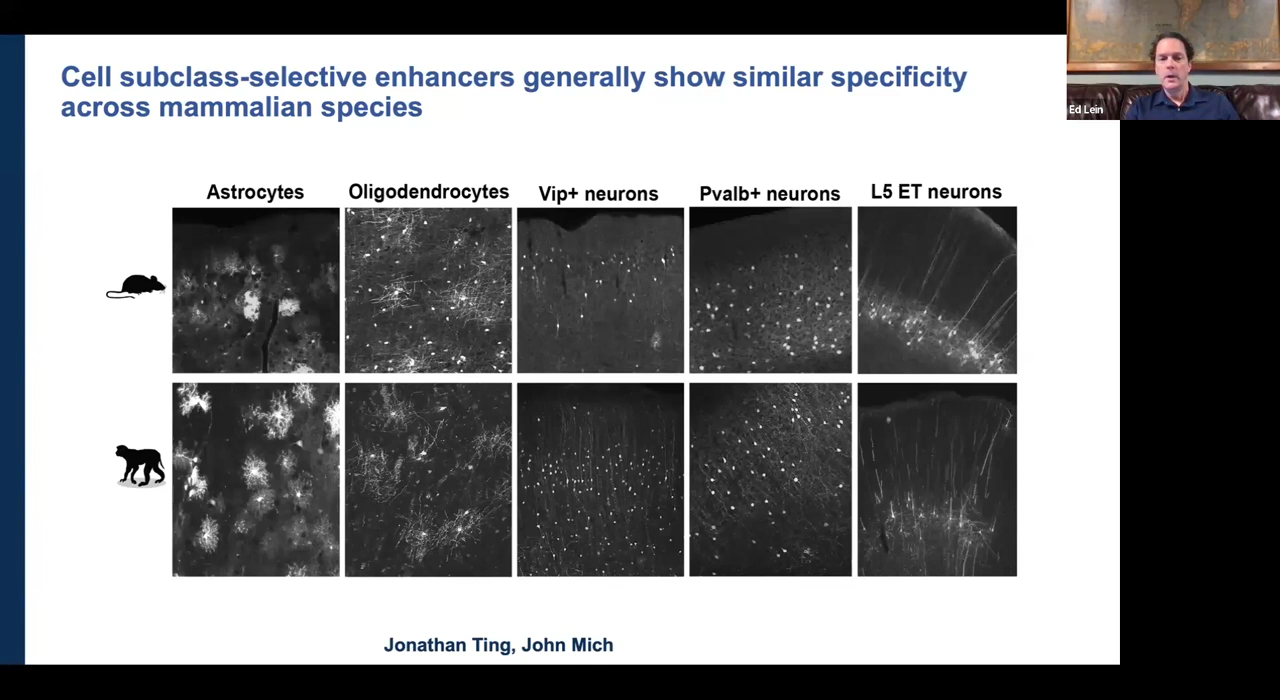 Cell subclass-selective enhancers generally show similar specificity
across mammalian species
Ed Lein
Astrocytes
Oligodendrocytes
Vip+ neurons
Pvalb+ neurons
L5 ET neurons
Jonathan Ting, John Mich